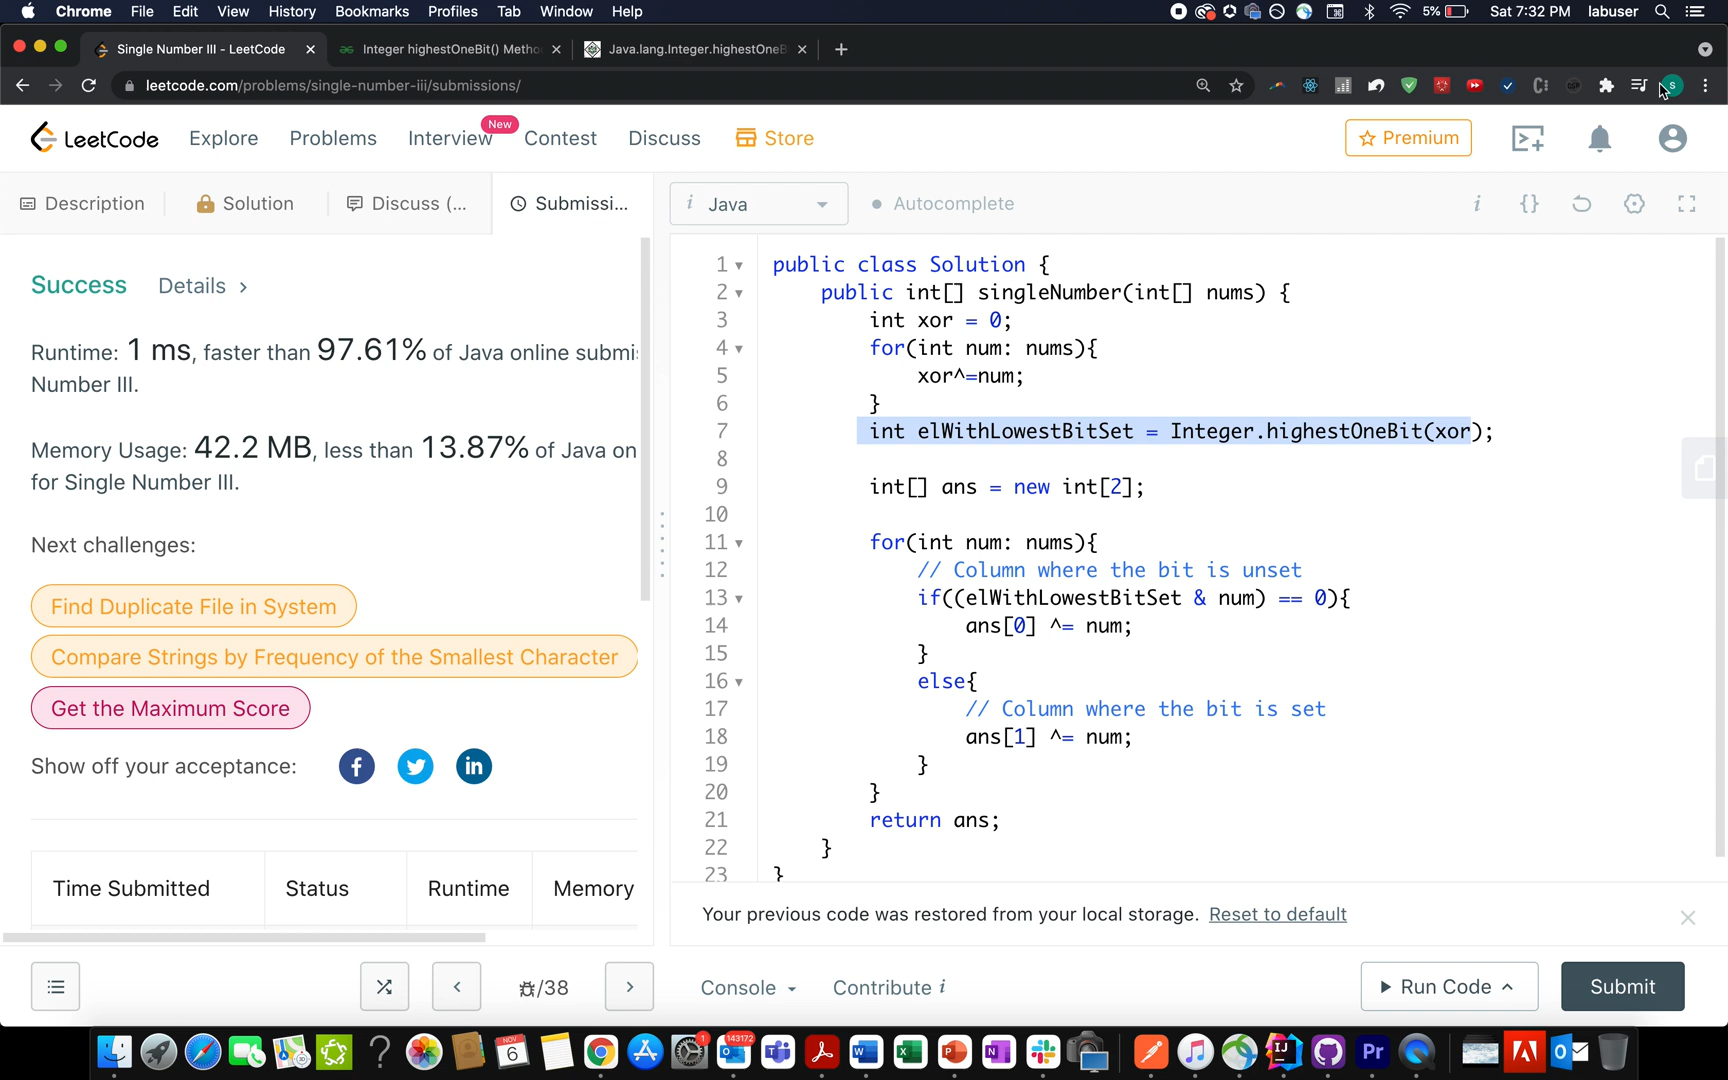 Chrome File Edit View History Bookmarks Profiles Tab Window Help 5% Sat 7:32 PM labuser
Single Number III - LeetCode Integer highestOneBit() Metho Java.lang.Integer.highestOneB
leetcode.com/problems/single-number-iii/submissions/
LeetCode Explore Problems Interview New Contest Discuss Store Premium
Description Solution Discuss (... Submissi... i Java Autocomplete
Success Details >
Runtime: 1 ms, faster than 97.61% of Java online submi
Number III.
Memory Usage: 42.2 MB, less than 13.87% of Java on
for Single Number III.
Next challenges:
Find Duplicate File in System
Compare Strings by Frequency of the Smallest Character
Get the Maximum Score
Show off your acceptance:
Time Submitted Status Runtime Memory
1 public class Solution {
2 public int[] singleNumber(int[] nums) {
3 int xor = 0;
4 for(int num: nums){
5 xor^=num;
6 }
7 int elWithLowestBitSet = Integer.highestOneBit(xor);
8
9 int[] ans = new int[2];
10
11 for(int num: nums){
12 // Column where the bit is unset
13 if((elWithLowestBitSet & num) == 0){
14 ans[0] ^= num;
15 }
16 else{
17 // Column where the bit is set
18 ans[1] ^= num;
19 }
20 }
21 return ans;
22 }
23 }
Your previous code was restored from your local storage. Reset to default
/38 Console Contribute i Run Code Submit
NOV 6 1 143172